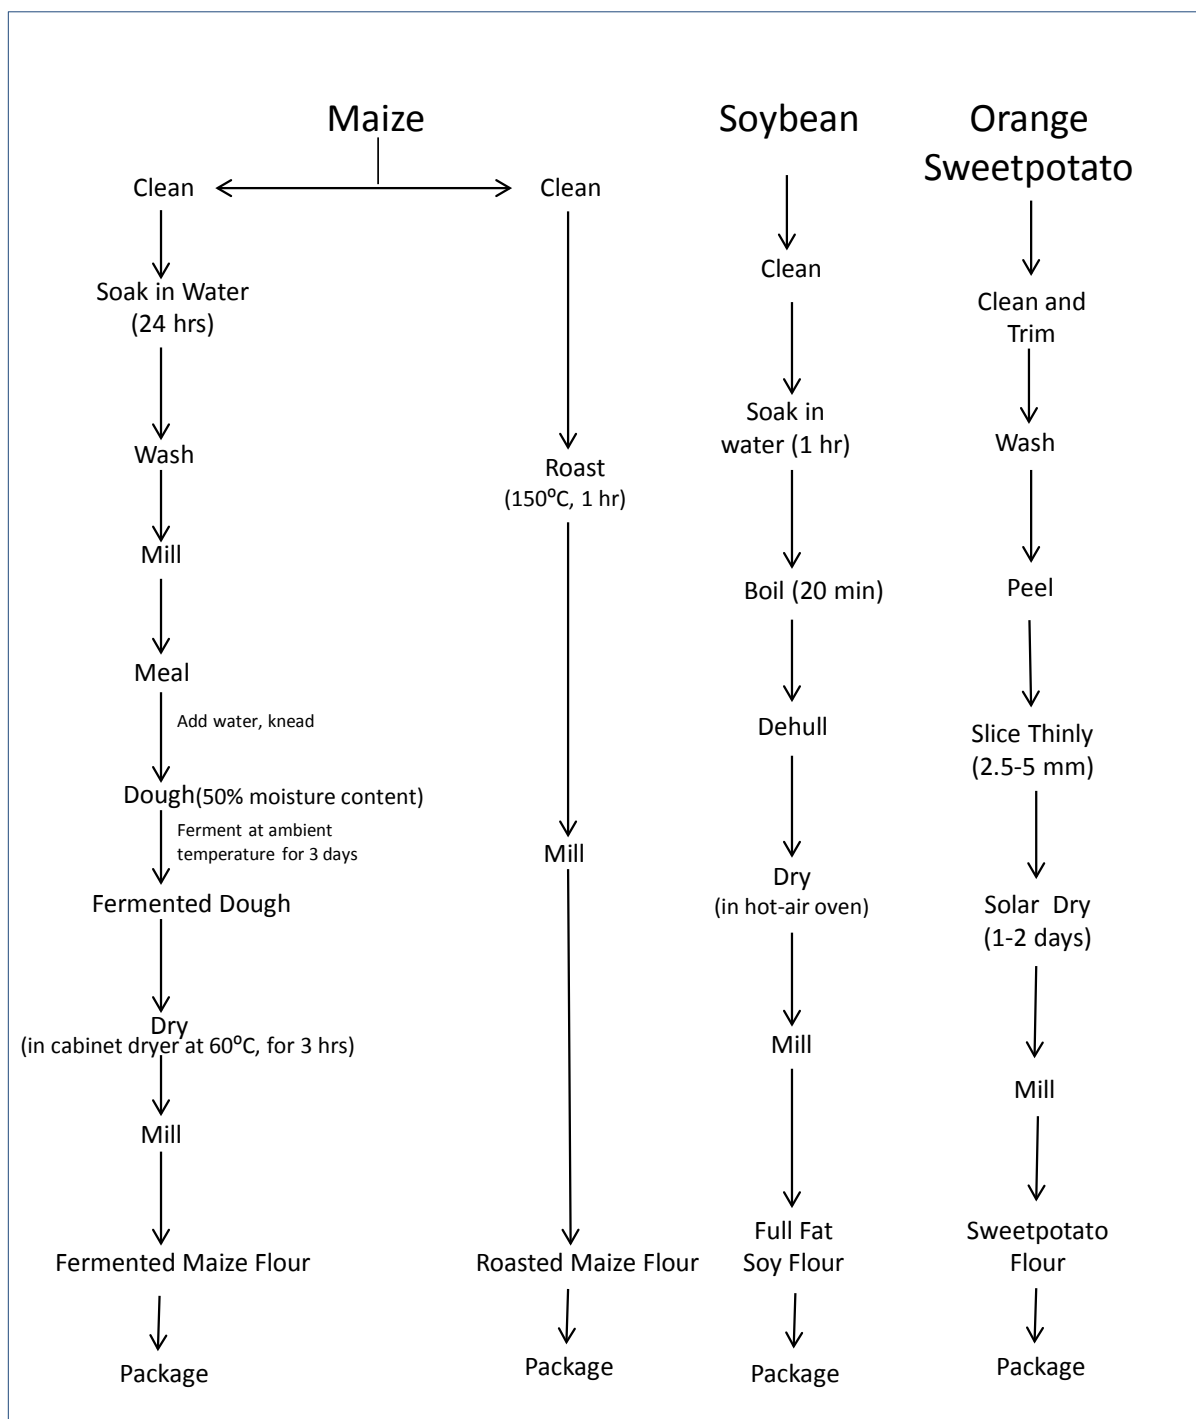 Maize
Clean
Soak in Water
(24 hrs)
Wash
Mill
Meal
Add water, knead
Dough(50% moisture content)
Ferment at ambient
temperature for 3 days
Fermented Dough
Dry
(in cabinet dryer at 60⁰C, for 3 hrs)
Mill
Fermented Maize Flour
Package
Clean
Roast
(150⁰C, 1 hr)
Mill
Roasted Maize Flour
Package
Soybean
Clean
Soak in
water (1 hr)
Boil (20 min)
Dehull
Dry
(in hot-air oven)
Mill
Full Fat
Soy Flour
Package
Orange
Sweetpotato
Clean and
Trim
Wash
Peel
Slice Thinly
(2.5-5 mm)
Solar Dry
(1-2 days)
Mill
Sweetpotato
Flour
Package